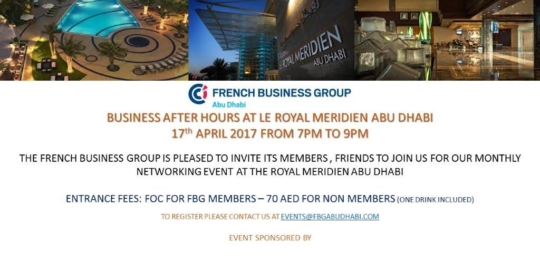 ROYAL MERIDIEN
ABU DHABI
CCI FRENCH BUSINESS GROUP
Abu Dhabi
BUSINESS AFTER HOURS AT LE ROYAL MERIDIEN ABU DHABI
17th APRIL 2017 FROM 7PM TO 9PM
THE FRENCH BUSINESS GROUP IS PLEASED TO INVITE ITS MEMBERS , FRIENDS TO JOIN US FOR OUR MONTHLY
NETWORKING EVENT AT THE ROYAL MERIDIEN ABU DHABI
ENTRANCE FEES: FOC FOR FBG MEMBERS – 70 AED FOR NON MEMBERS (ONE DRINK INCLUDED)
TO REGISTER PLEASE CONTACT US AT EVENTS@FBGABUDHABI.COM
EVENT SPONSORED BY